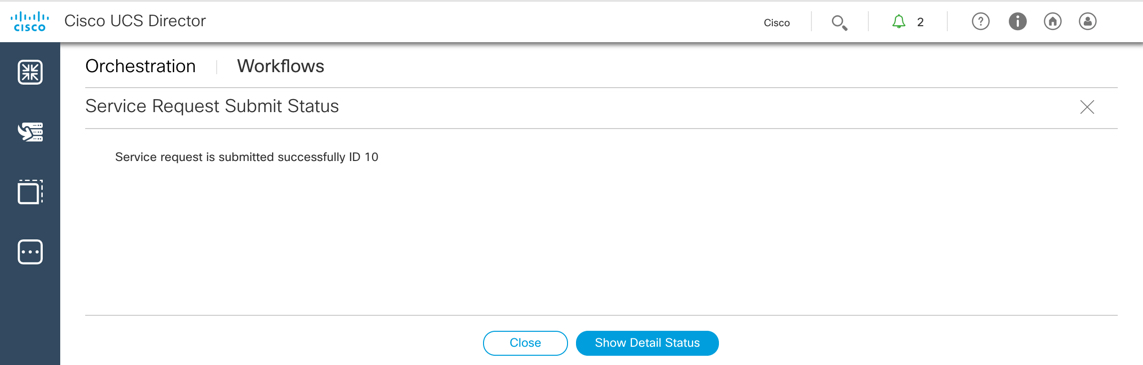 CISCO Cisco UCS Director Cisco 2
Orchestration Workflows
Service Request Submit Status
Service request is submitted successfully ID 10
Close Show Detail Status